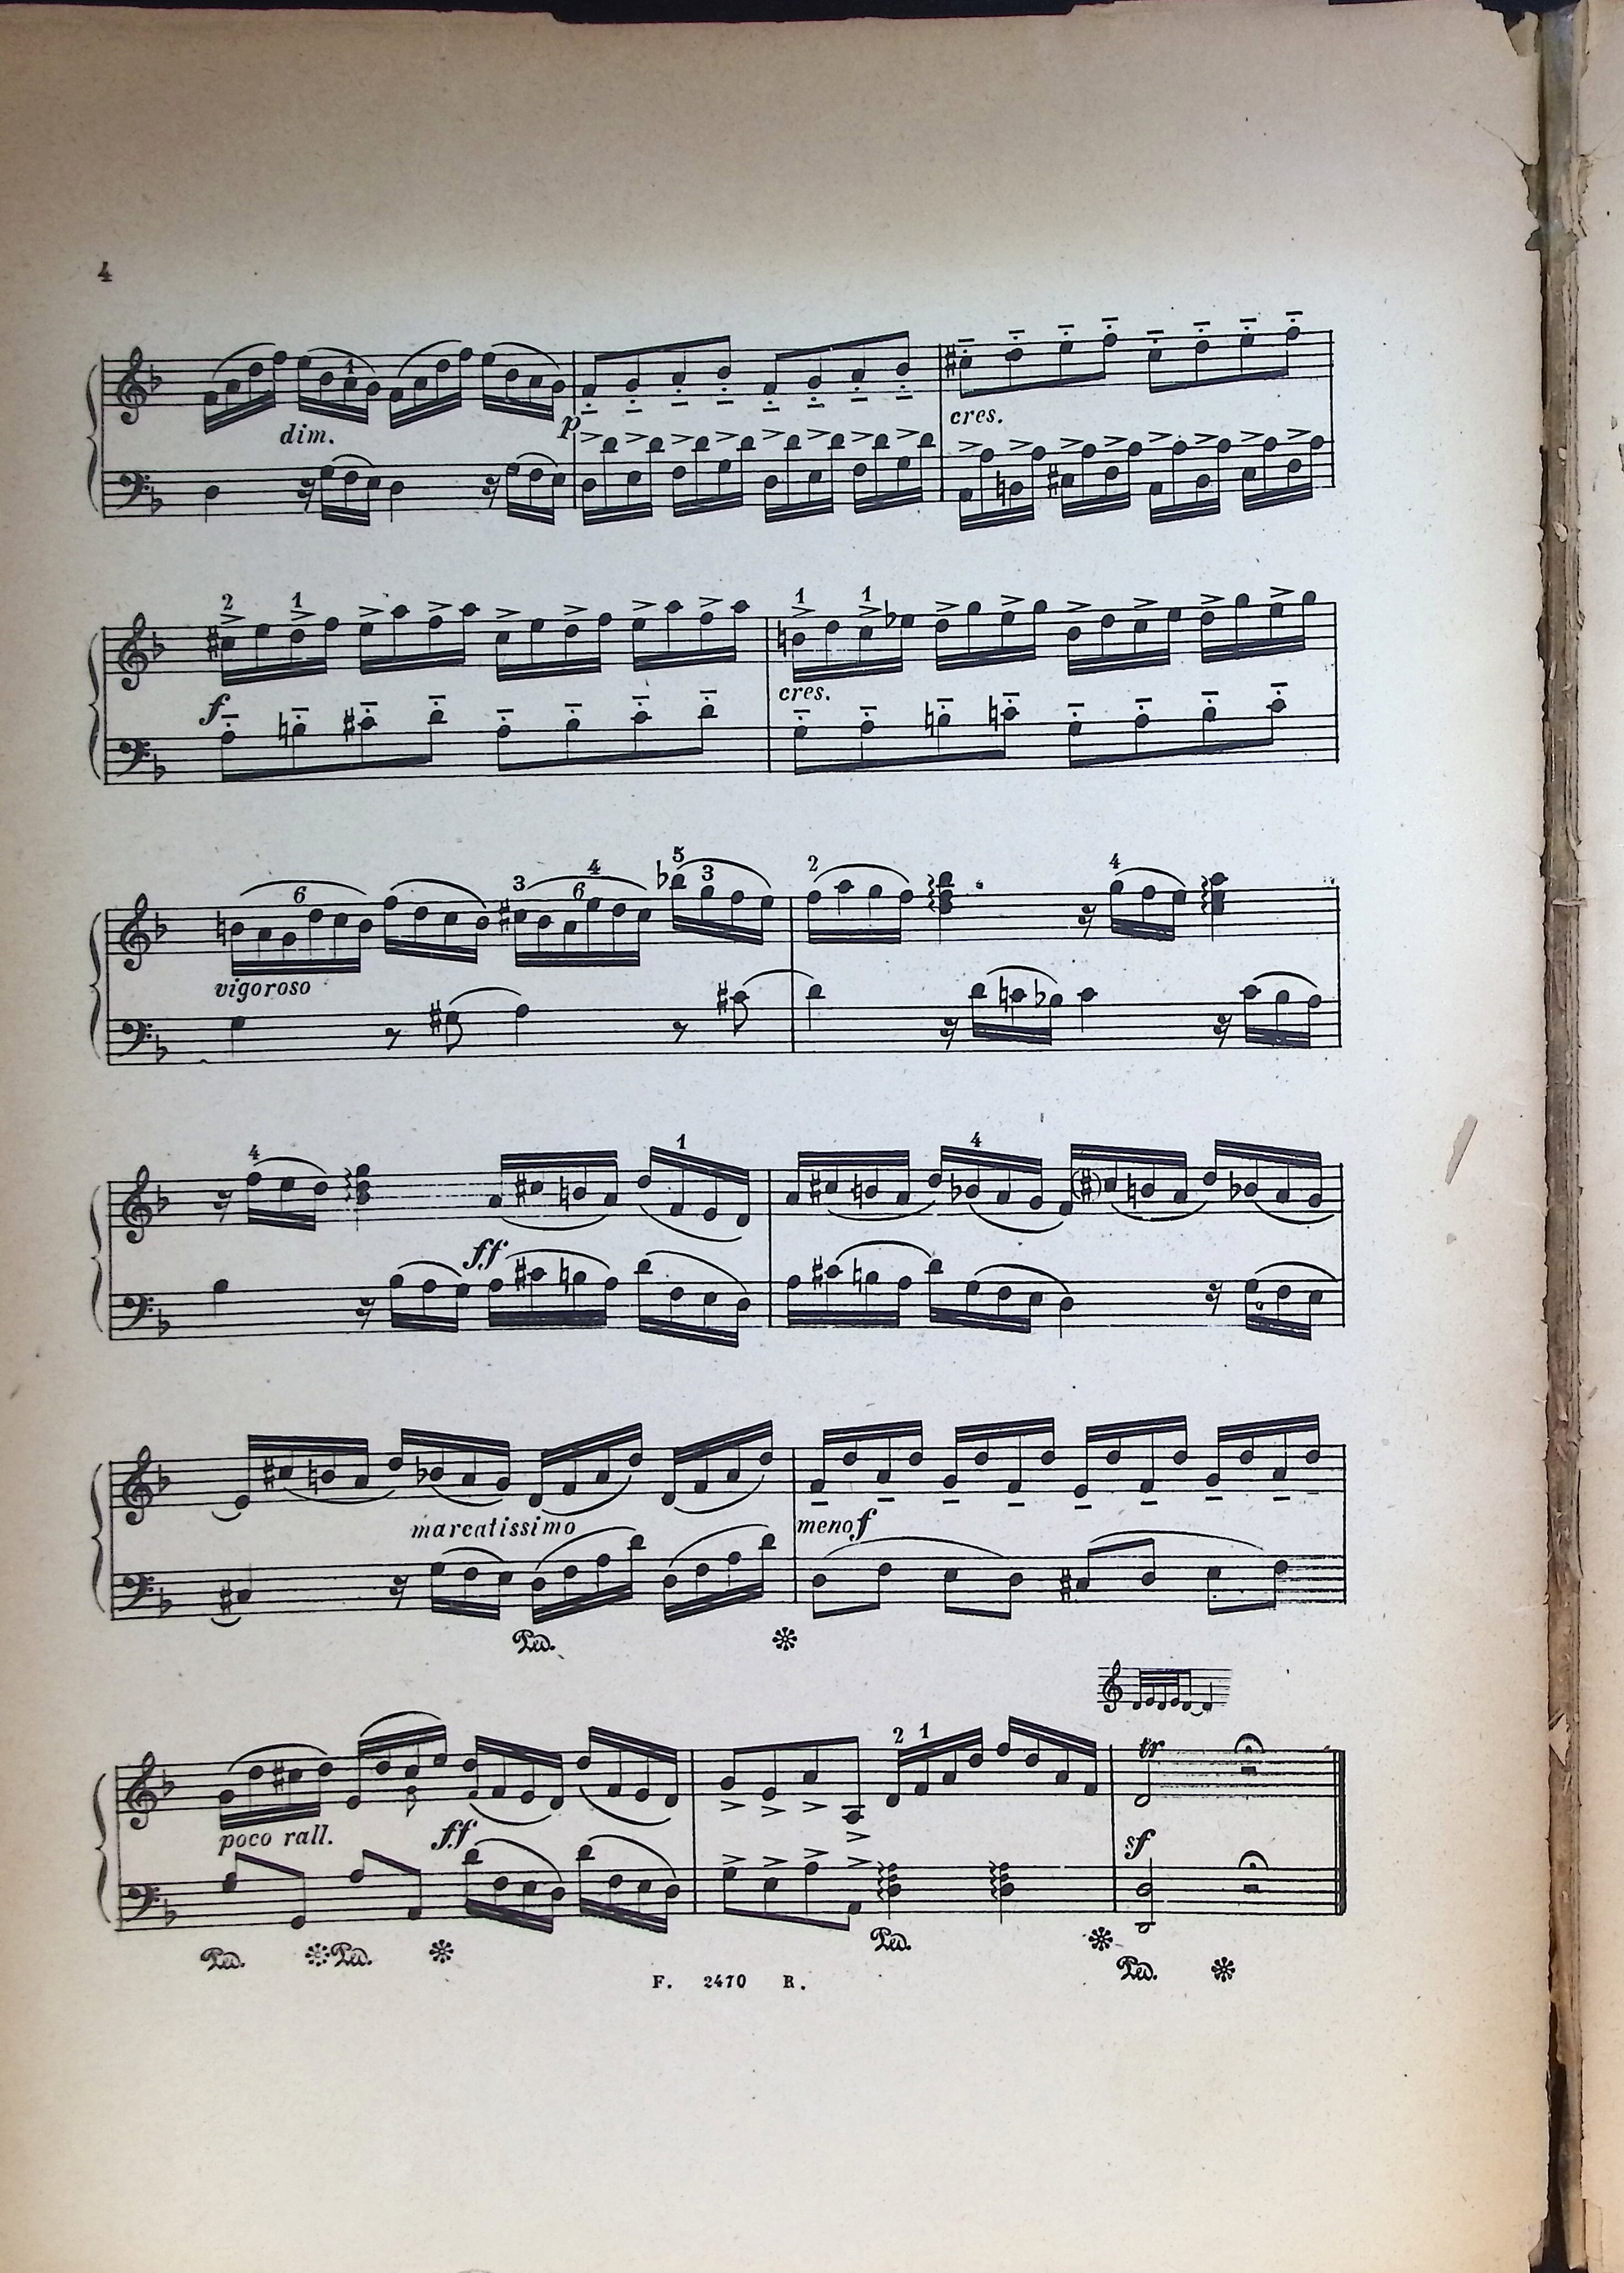 4
1
dim.
p
cres.
2 1 1 1
f
cres.
6 3 6 4 5 3 2 4
vigoroso
4 1 4
ff
marcatissimo
meno f
Ped.
tr
2 1
poco rall.
ff
sf
Ped. Ped. Ped. Ped.
F. 2470 R.